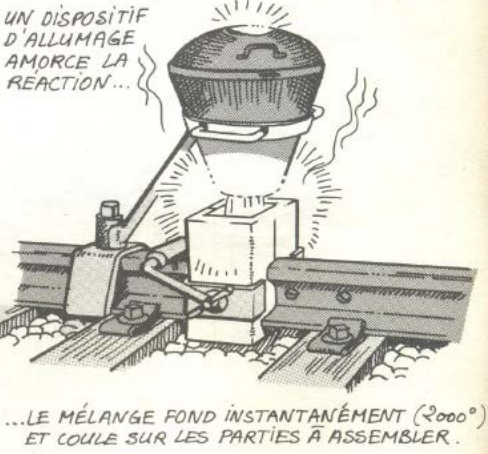 UN DISPOSITIF
D'ALLUMAGE
AMORCE LA
RÉACTION...
...LE MÉLANGE FOND INSTANTANÉMENT (2000°)
ET COULE SUR LES PARTIES À ASSEMBLER.